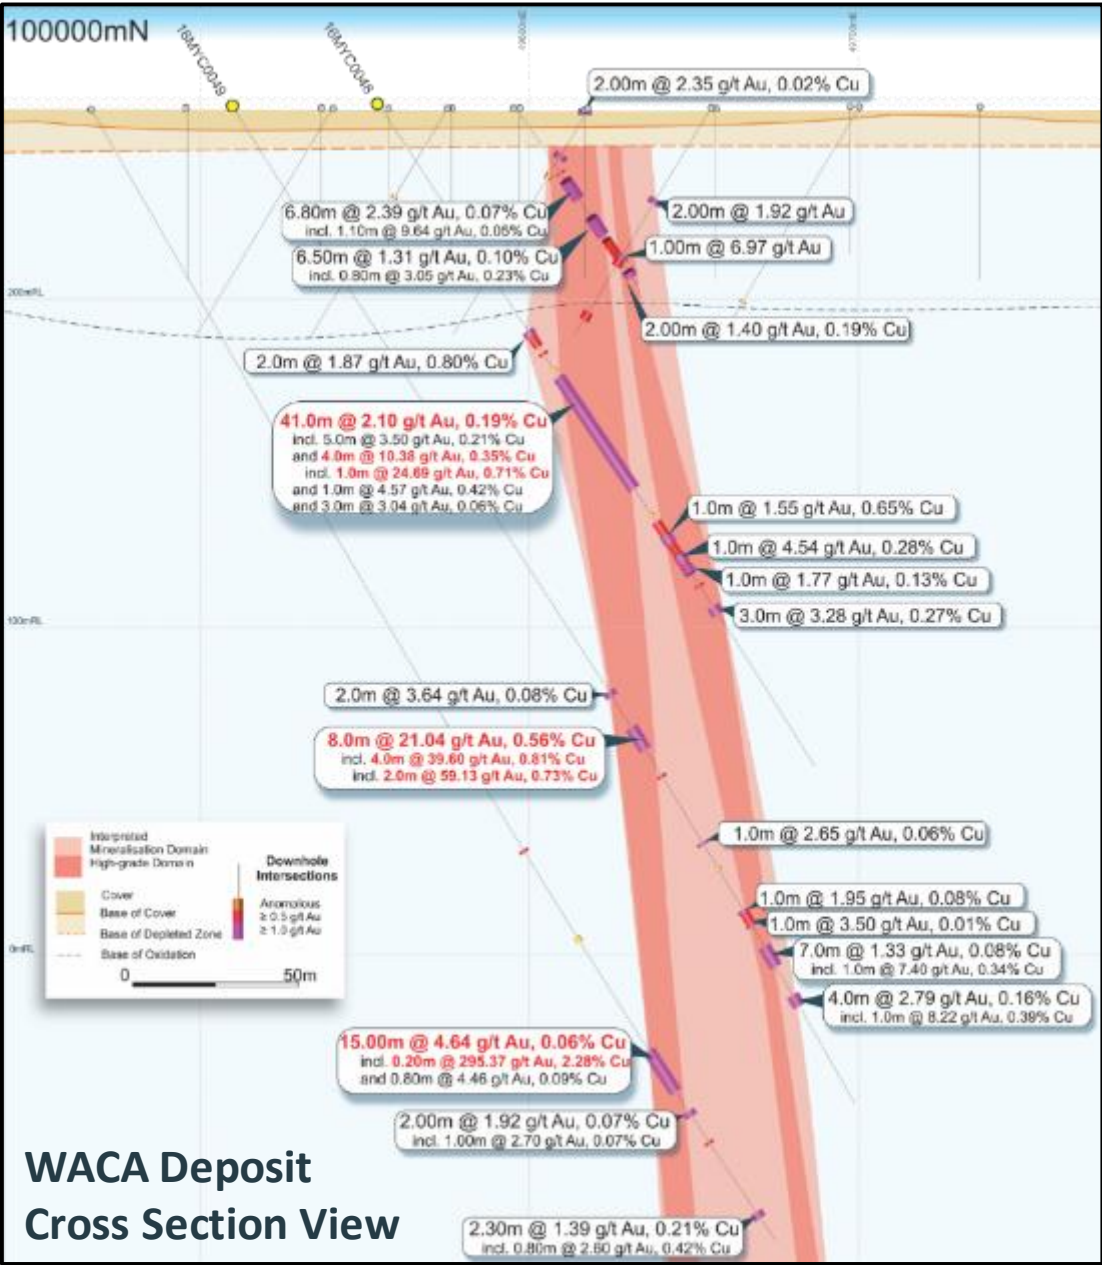 100000mN
16MYC0049
16MYC0048
2.00m @ 2.35 g/t Au, 0.02% Cu
6.80m @ 2.39 g/t Au, 0.07% Cu
incl. 1.10m @ 9.64 g/t Au, 0.05% Cu
2.00m @ 1.92 g/t Au
6.50m @ 1.31 g/t Au, 0.10% Cu
incl. 0.80m @ 3.05 g/t Au, 0.23% Cu
1.00m @ 6.97 g/t Au
200mRL
2.00m @ 1.40 g/t Au, 0.19% Cu
2.0m @ 1.87 g/t Au, 0.80% Cu
41.0m @ 2.10 g/t Au, 0.19% Cu
incl. 5.0m @ 3.50 g/t Au, 0.21% Cu
and 4.0m @ 10.38 g/t Au, 0.35% Cu
incl. 1.0m @ 24.69 g/t Au, 0.71% Cu
and 1.0m @ 4.57 g/t Au, 0.42% Cu
and 3.0m @ 3.04 g/t Au, 0.06% Cu
1.0m @ 1.55 g/t Au, 0.65% Cu
1.0m @ 4.54 g/t Au, 0.28% Cu
1.0m @ 1.77 g/t Au, 0.13% Cu
3.0m @ 3.28 g/t Au, 0.27% Cu
100mRL
2.0m @ 3.64 g/t Au, 0.08% Cu
8.0m @ 21.04 g/t Au, 0.56% Cu
incl. 4.0m @ 39.60 g/t Au, 0.81% Cu
incl. 2.0m @ 59.13 g/t Au, 0.73% Cu
1.0m @ 2.65 g/t Au, 0.06% Cu
1.0m @ 1.95 g/t Au, 0.08% Cu
1.0m @ 3.50 g/t Au, 0.01% Cu
7.0m @ 1.33 g/t Au, 0.08% Cu
incl. 1.0m @ 7.40 g/t Au, 0.34% Cu
4.0m @ 2.79 g/t Au, 0.16% Cu
incl. 1.0m @ 8.22 g/t Au, 0.39% Cu
Interpreted
Mineralisation Domain
High-grade Domain
Cover
Base of Cover
Base of Depleted Zone
Base of Oxidation
Downhole
Intersections
Anomalous
≥ 0.5 g/t Au
≥ 1.0 g/t Au
0 50m
0mRL
15.00m @ 4.64 g/t Au, 0.06% Cu
incl. 0.20m @ 295.37 g/t Au, 2.28% Cu
and 0.80m @ 4.46 g/t Au, 0.09% Cu
2.00m @ 1.92 g/t Au, 0.07% Cu
incl. 1.00m @ 2.70 g/t Au, 0.07% Cu
2.30m @ 1.39 g/t Au, 0.21% Cu
incl. 0.80m @ 2.60 g/t Au, 0.42% Cu
WACA Deposit
Cross Section View